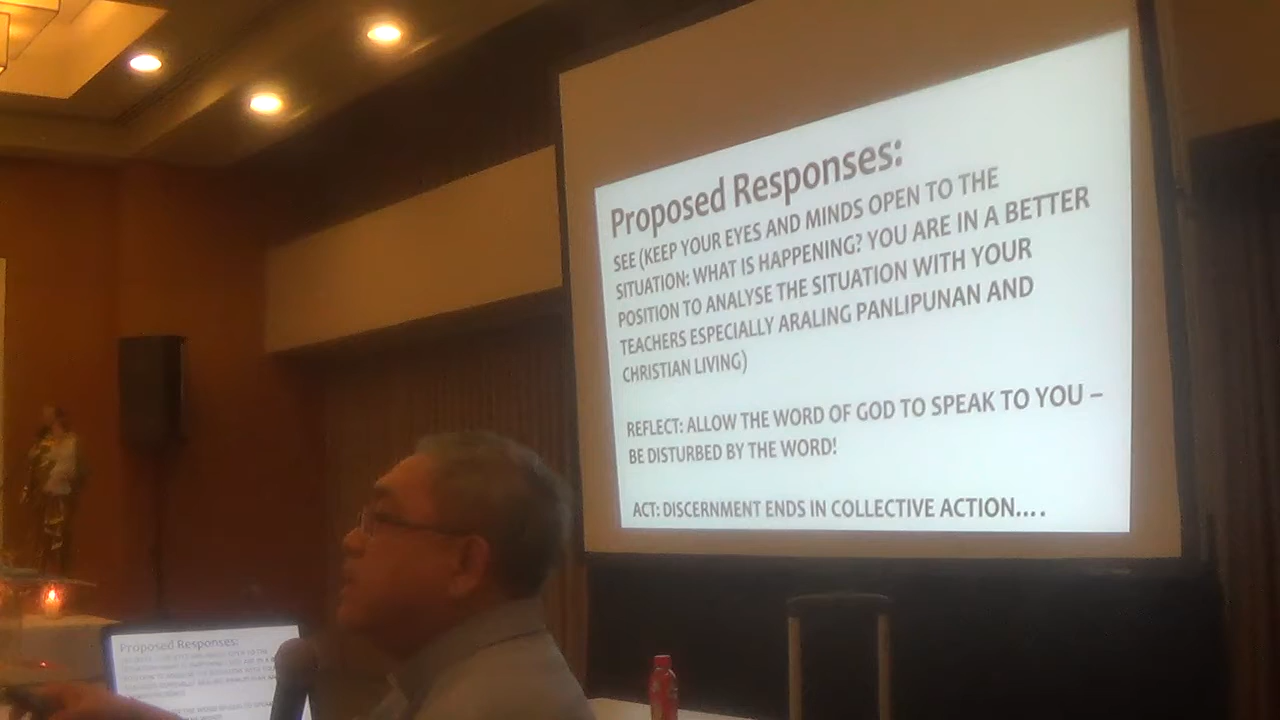 Proposed Responses:
SEE (KEEP YOUR EYES AND MINDS OPEN TO THE
SITUATION: WHAT IS HAPPENING? YOU ARE IN A BETTER
POSITION TO ANALYSE THE SITUATION WITH YOUR
TEACHERS ESPECIALLY ARALING PANLIPUNAN AND
CHRISTIAN LIVING)
REFLECT: ALLOW THE WORD OF GOD TO SPEAK TO YOU –
BE DISTURBED BY THE WORD!
ACT: DISCERNMENT ENDS IN COLLECTIVE ACTION....
Proposed Responses: